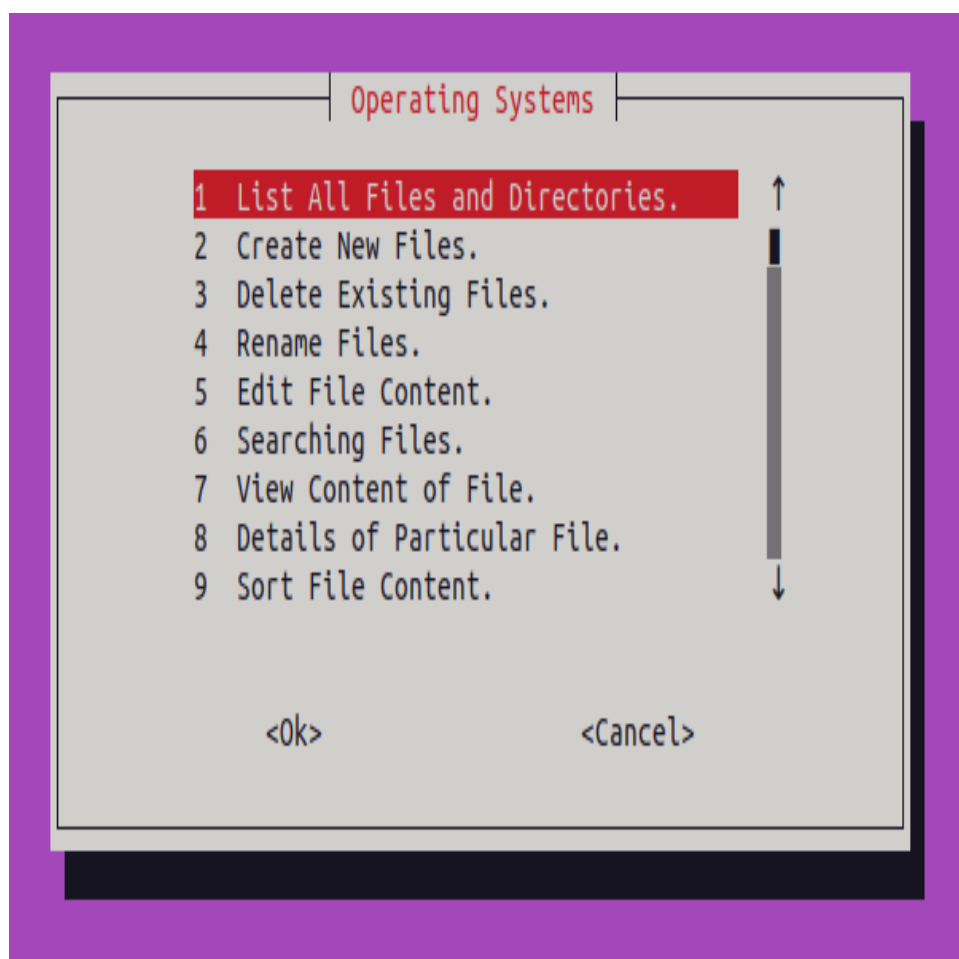 Operating Systems
1 List All Files and Directories.
2 Create New Files.
3 Delete Existing Files.
4 Rename Files.
5 Edit File Content.
6 Searching Files.
7 View Content of File.
8 Details of Particular File.
9 Sort File Content.
<Ok> <Cancel>